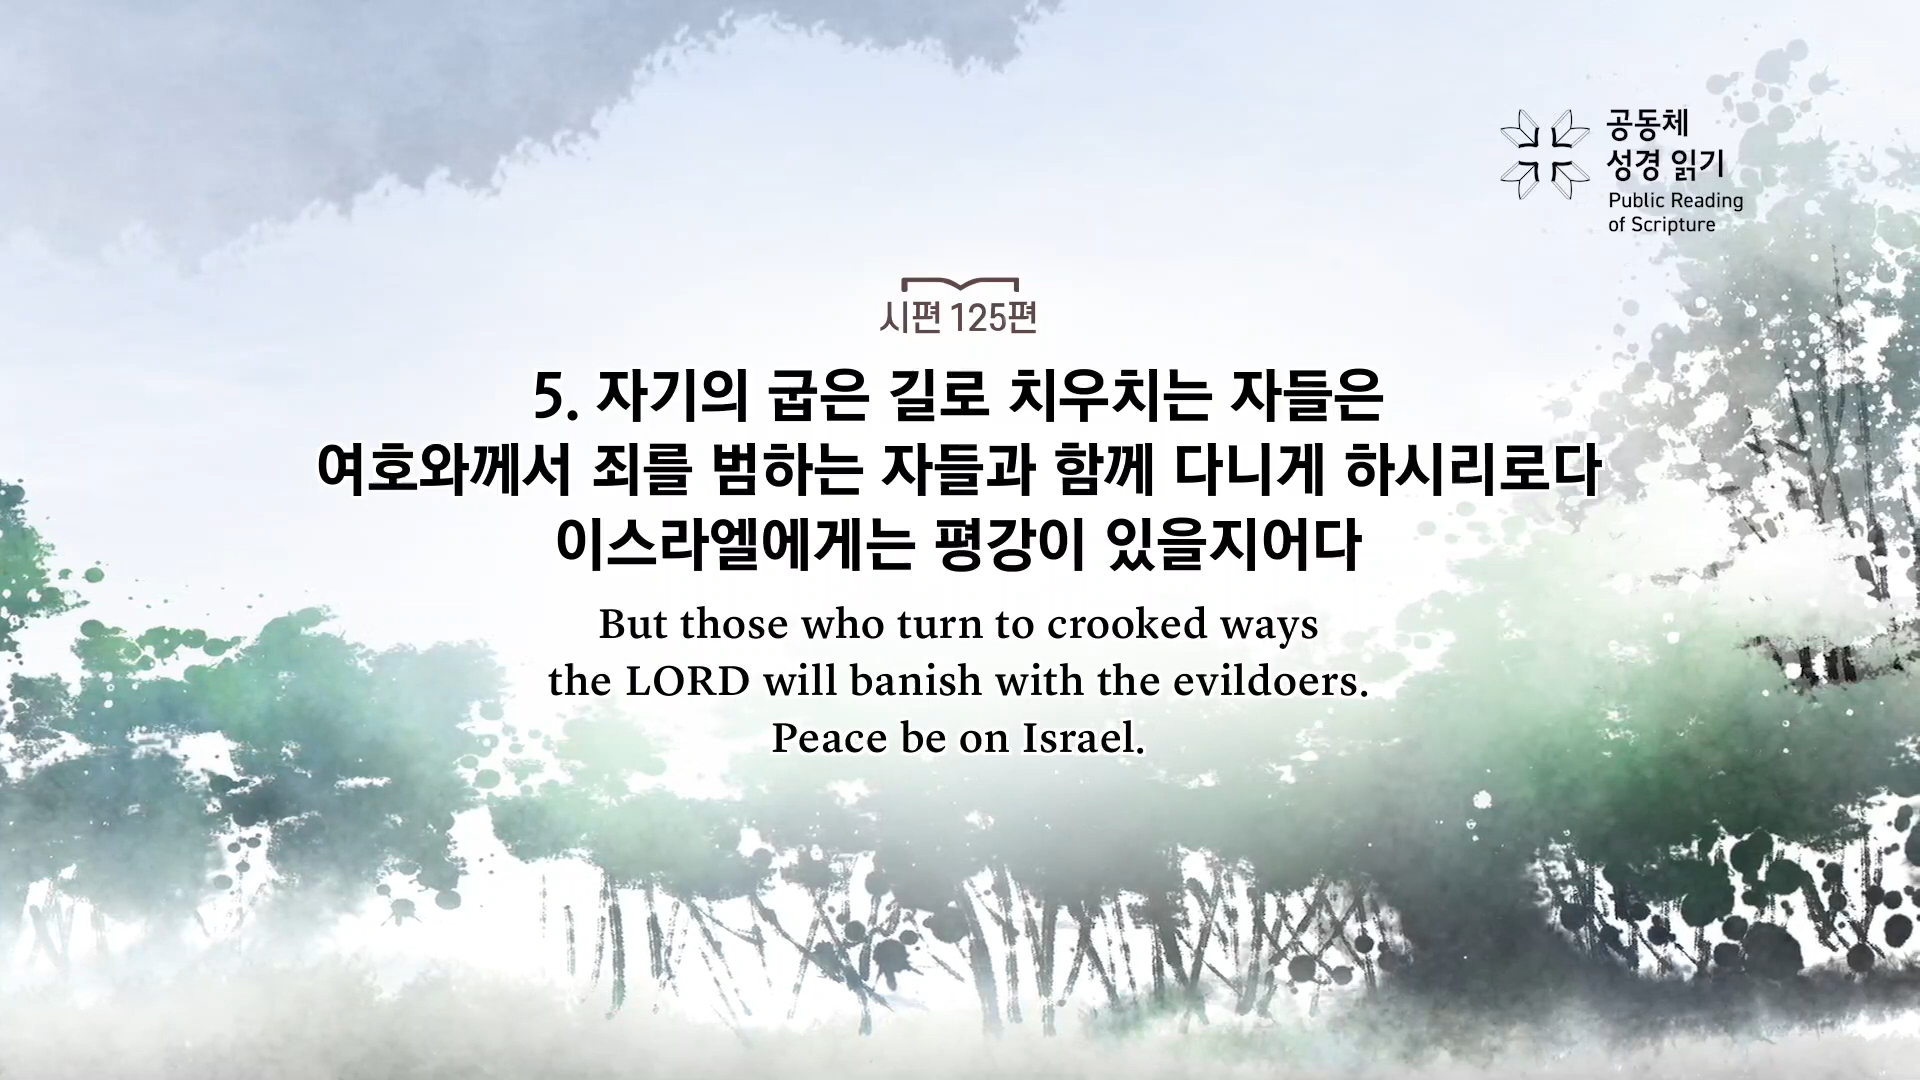 공동체
성경 읽기
Public Reading
of Scripture
시편 125편
5. 자기의 굽은 길로 치우치는 자들은
여호와께서 죄를 범하는 자들과 함께 다니게 하시리로다
이스라엘에게는 평강이 있을지어다
But those who turn to crooked ways
the LORD will banish with the evildoers.
Peace be on Israel.